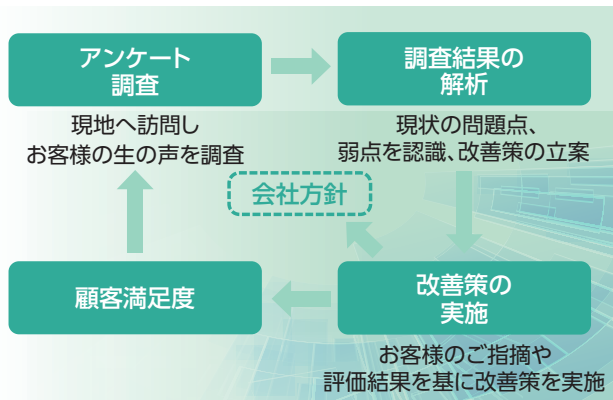 アンケート
調査
現地へ訪問し
お客様の生の声を調査
調査結果の
解析
現状の問題点、
弱点を認識、改善策の立案
会社方針
顧客満足度
改善策の
実施
お客様のご指摘や
評価結果を基に改善策を実施